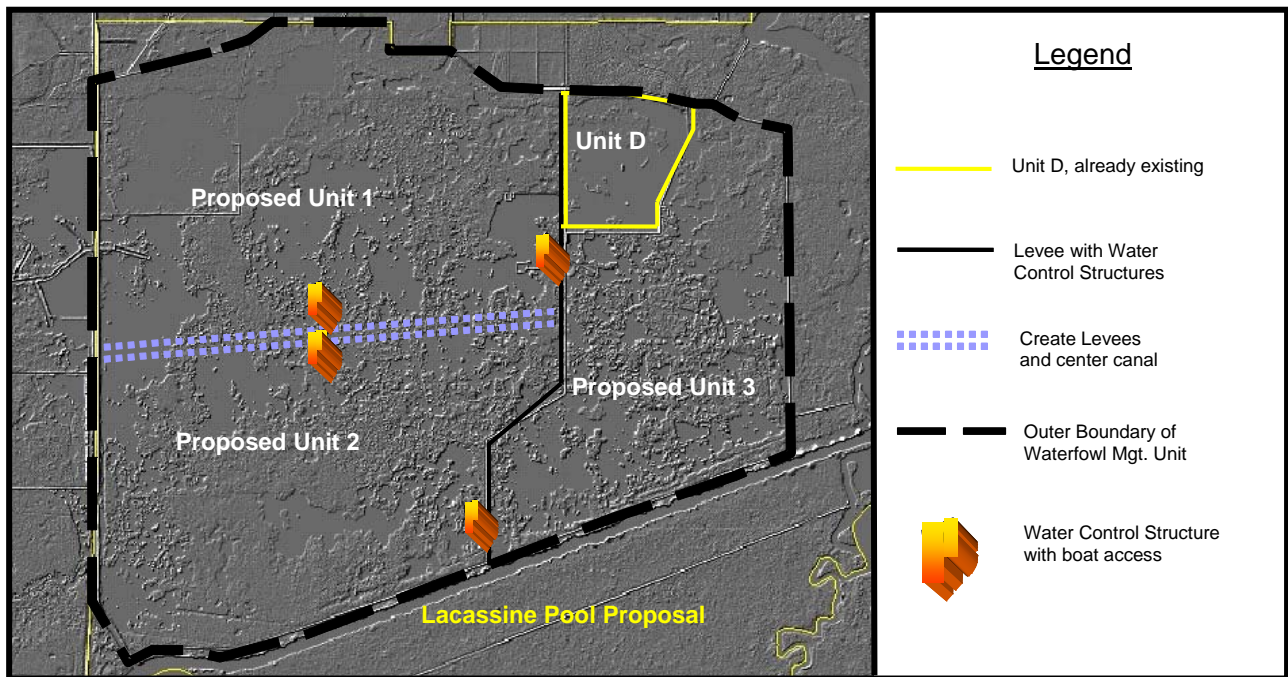 Unit D
Proposed Unit 1
Proposed Unit 3
Proposed Unit 2
Lacassine Pool Proposal
Legend
Unit D, already existing
Levee with Water
Control Structures
Create Levees
and center canal
Outer Boundary of
Waterfowl Mgt. Unit
Water Control Structure
with boat access